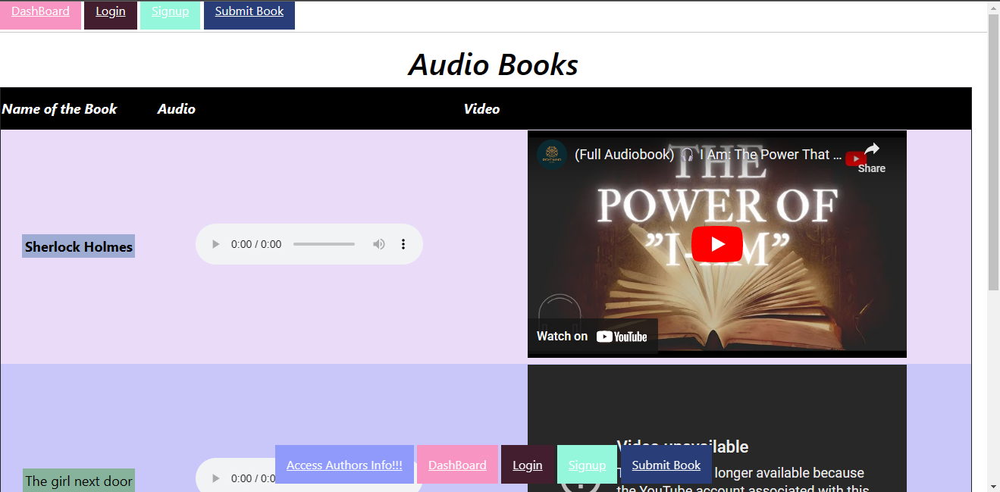 DashBoard Login Signup Submit Book
Audio Books
Name of the Book Audio Video
(Full Audiobook) 🎧 I Am: The Power That ...
Share
THE
POWER OF
"I-AM"
Sherlock Holmes
0:00 / 0:00
Watch on YouTube
Video unavailable
Access Authors Info!!! DashBoard Login Signup Submit Book
longer available because
The girl next door
0:00 / 0:0
the YouTube account associated with this